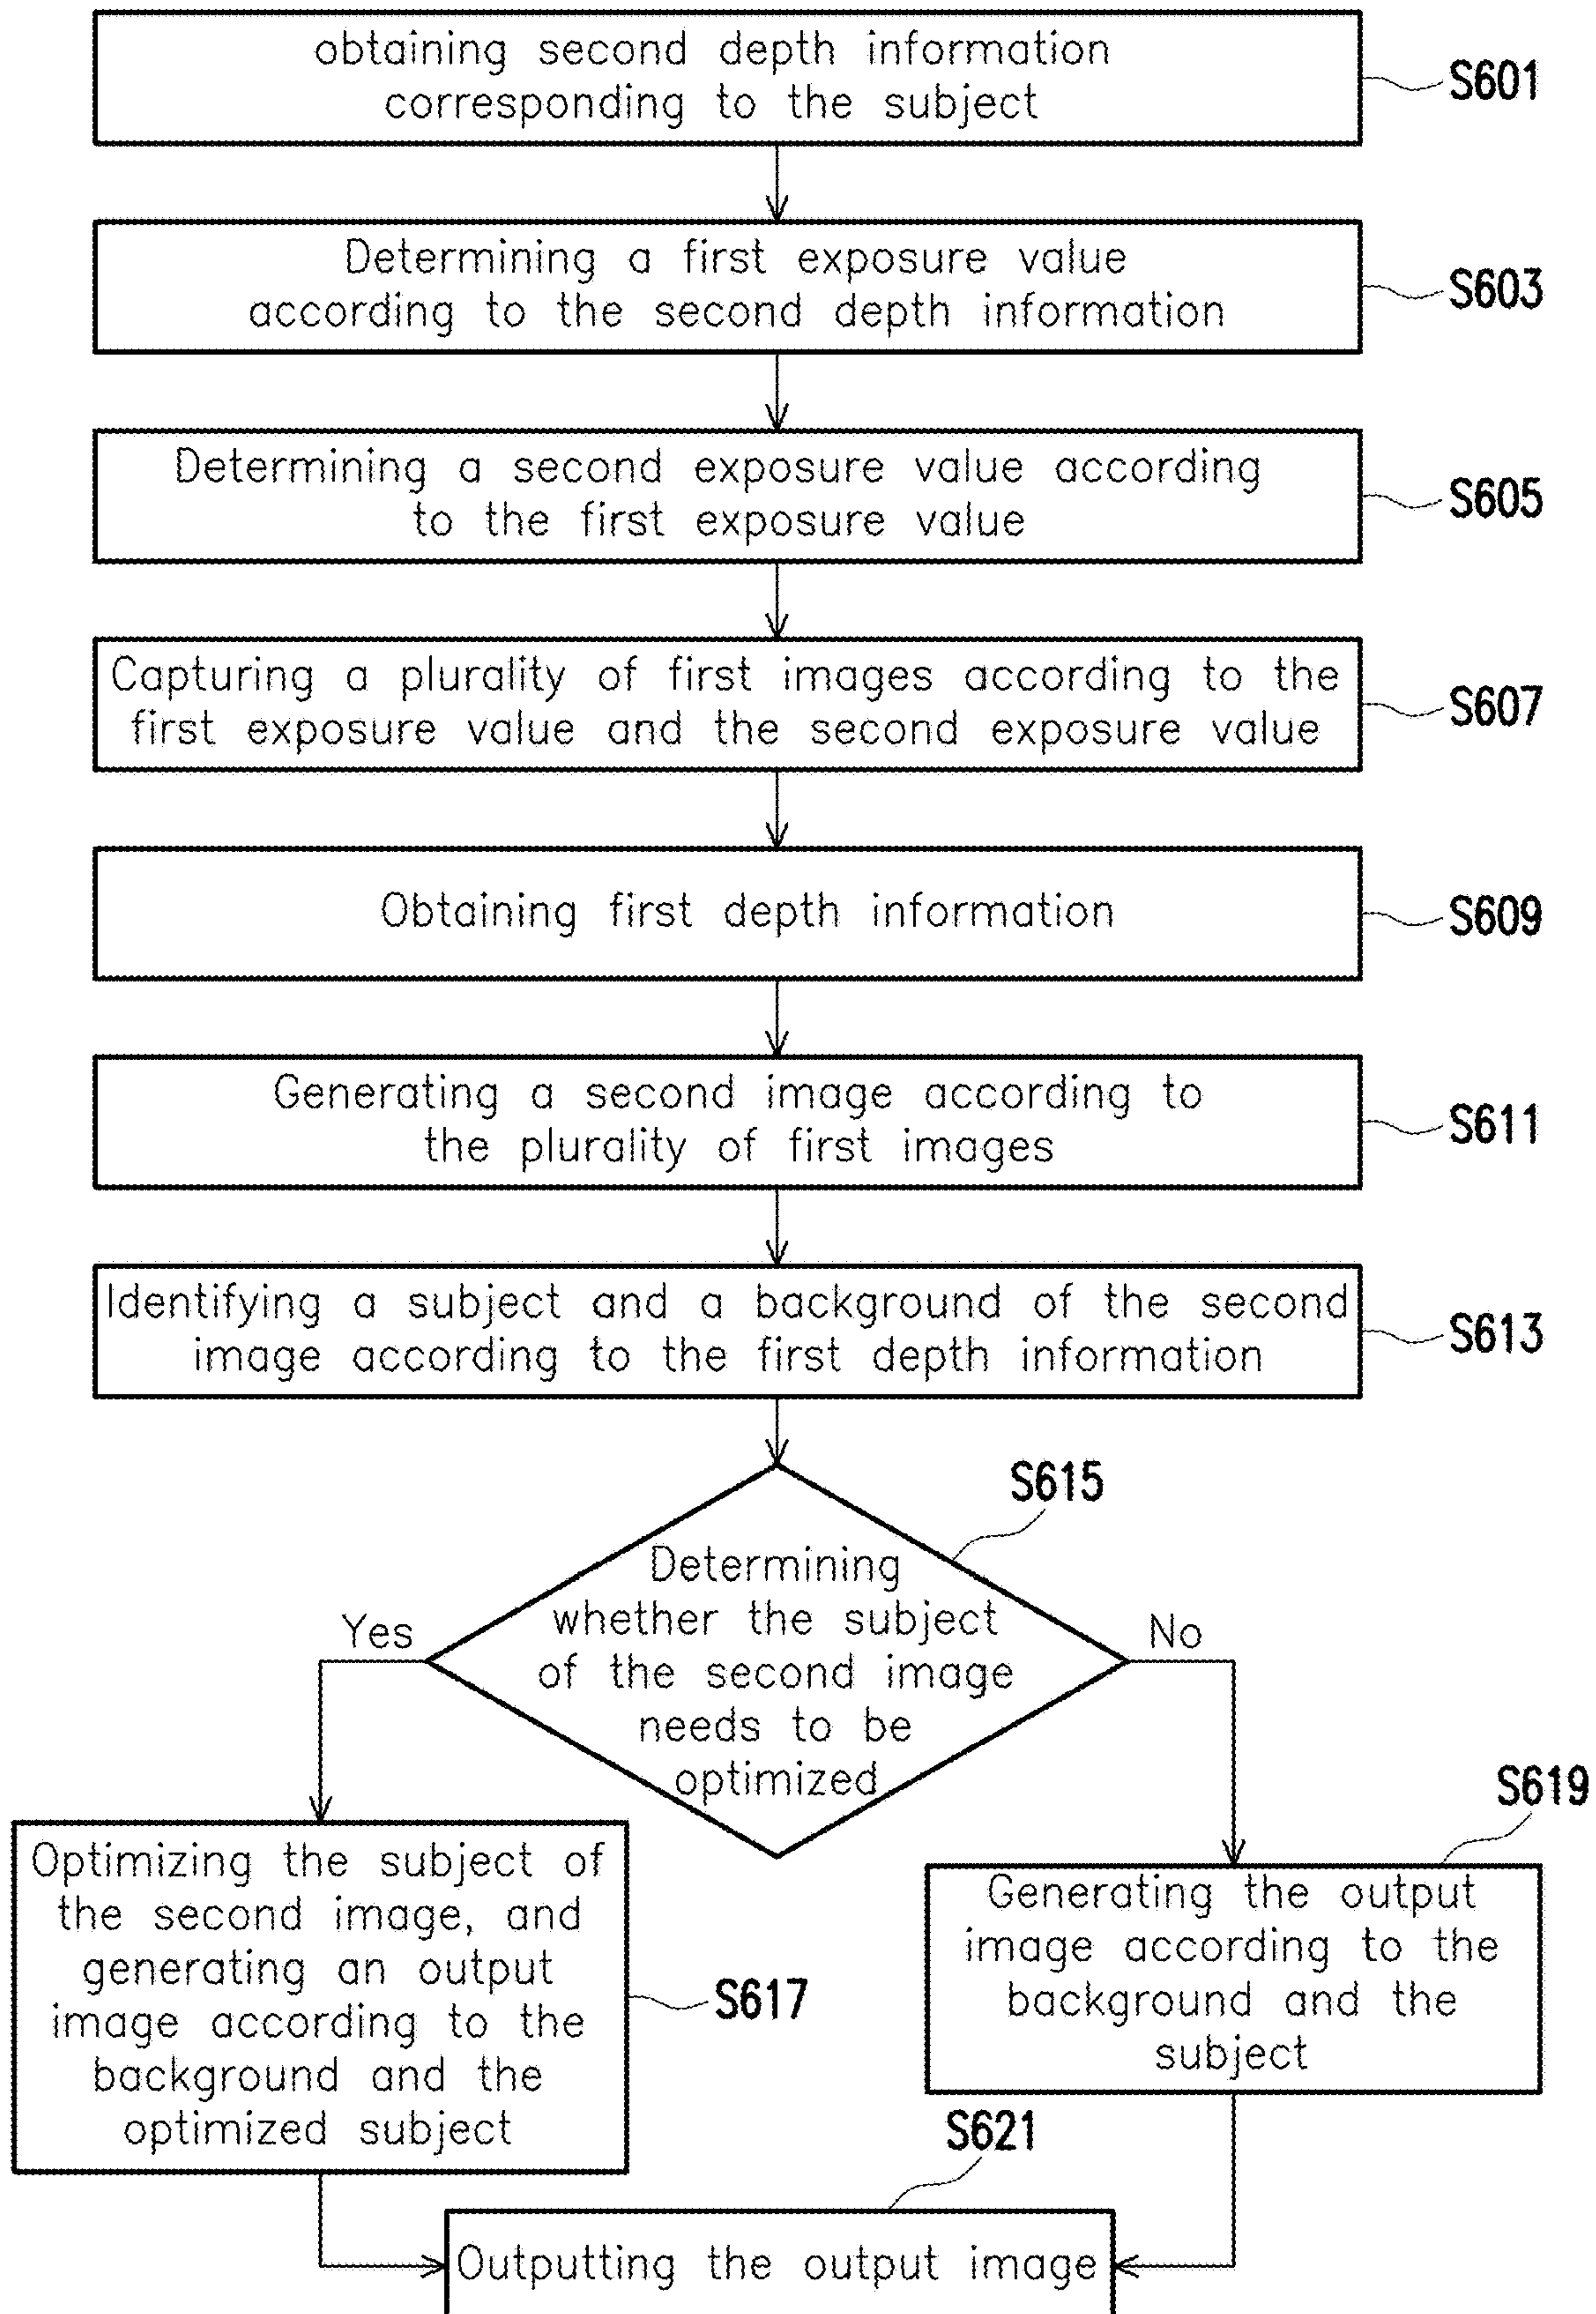 obtaining second depth information
corresponding to the subject
S601
Determining a first exposure value
according to the second depth information
S603
Determining a second exposure value according
to the first exposure value
S605
Capturing a plurality of first images according to the
first exposure value and the second exposure value
S607
Obtaining first depth information
S609
Generating a second image according to
the plurality of first images
S611
Identifying a subject and a background of the second
image according to the first depth information
S613
S615
Determining
whether the subject
of the second image
needs to be
optimized
Yes
No
Optimizing the subject of
the second image, and
generating an output
image according to the
background and the
optimized subject
S617
S619
Generating the output
image according to the
background and the
subject
S621
Outputting the output image